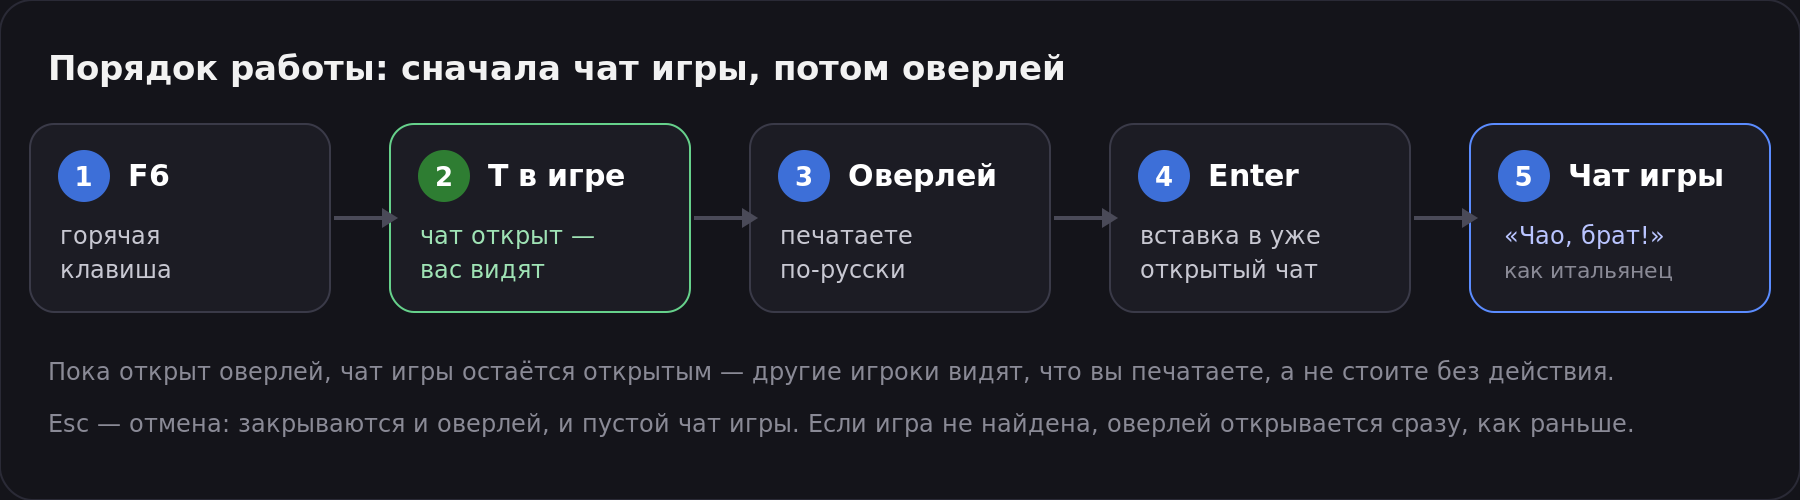 Порядок работы: сначала чат игры, потом оверлей
1 F6
горячая
клавиша
2 T в игре
чат открыт —
вас видят
3 Оверлей
печатаете
по-русски
4 Enter
вставка в уже
открытый чат
5 Чат игры
«Чао, брат!»
как итальянец
Пока открыт оверлей, чат игры остаётся открытым — другие игроки видят, что вы печатаете, а не стоите без действия.
Esc — отмена: закрываются и оверлей, и пустой чат игры. Если игра не найдена, оверлей открывается сразу, как раньше.